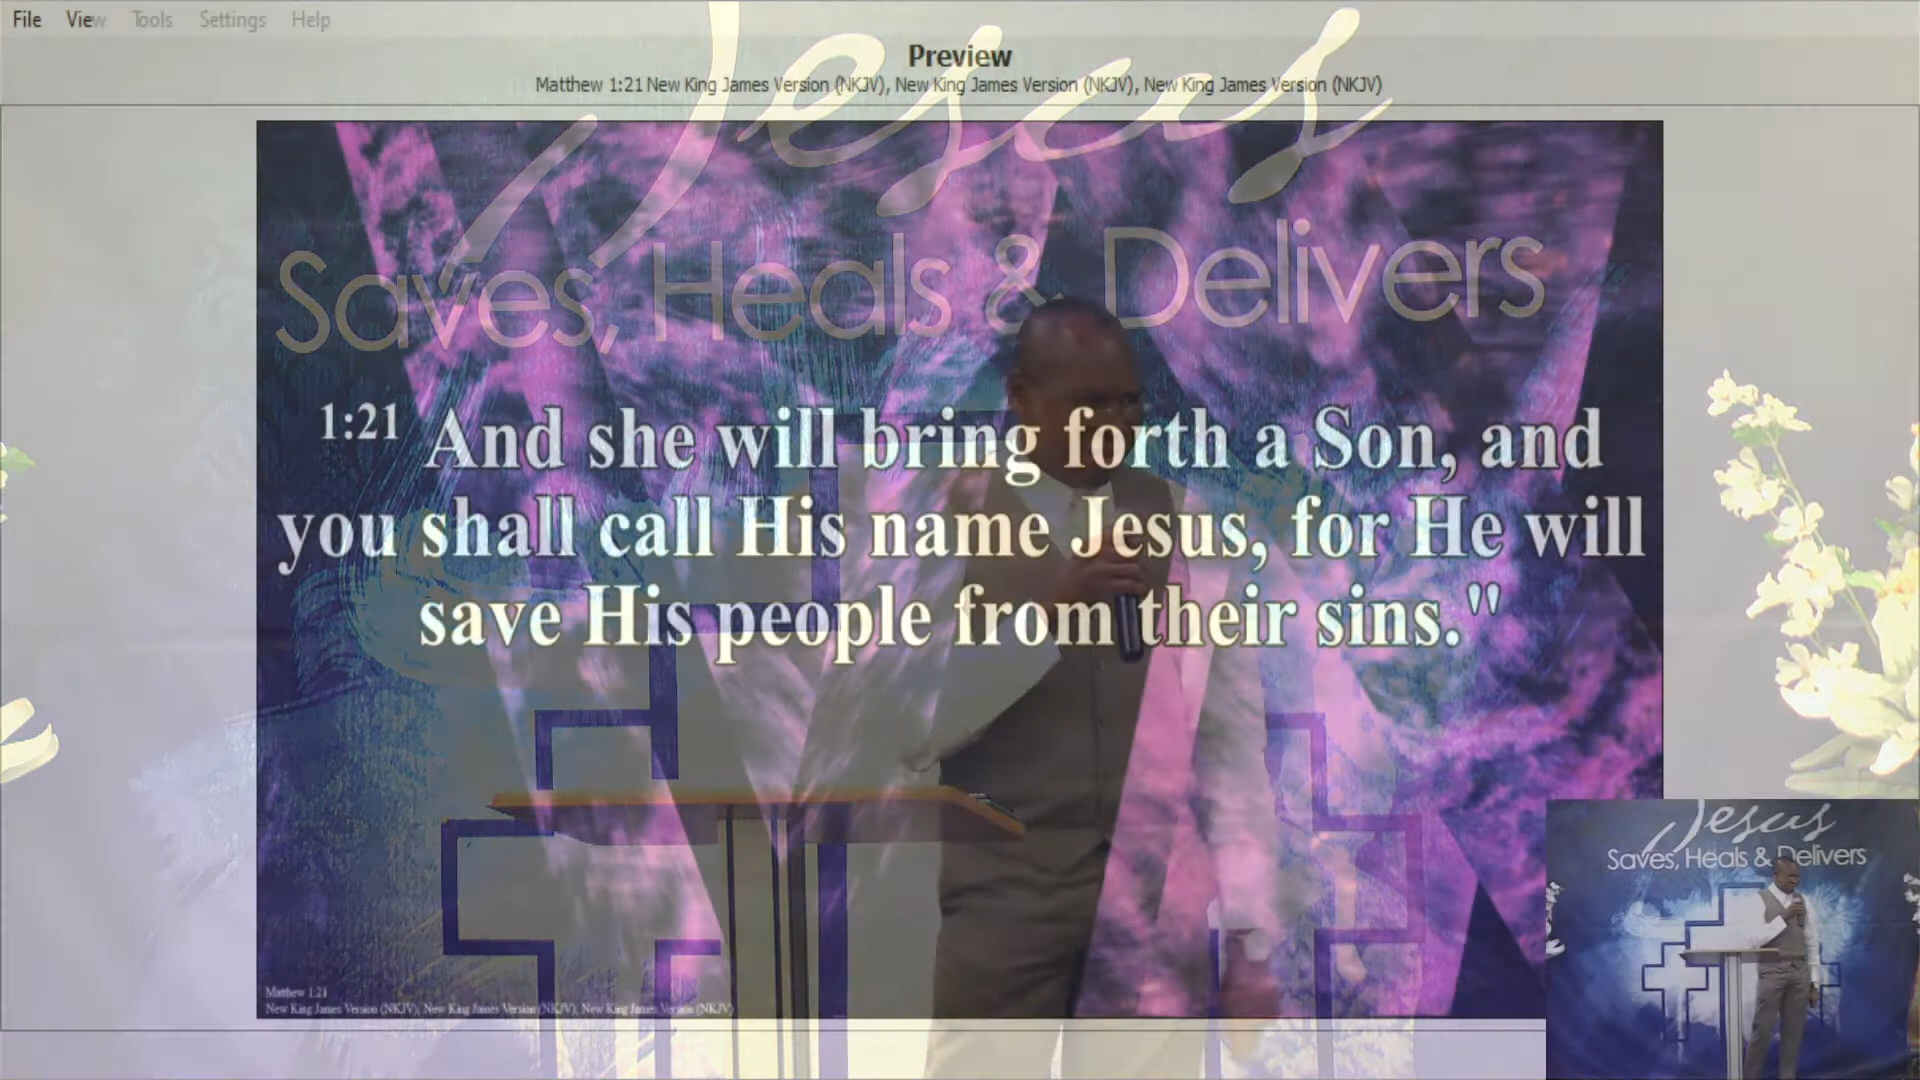 File View Tools Settings Help
Preview
Matthew 1:21 New King James Version (NKJV), New King James Version (NKJV), New King James Version (NKJV)
Jesus
Saves, Heals & Delivers
1:21 And she will bring forth a Son, and
you shall call His name Jesus, for He will
save His people from their sins."
Matthew 1:21
New King James Version (NKJV), New King James Version (NKJV), New King James Version (NKJV)
Jesus
Saves, Heals & Delivers